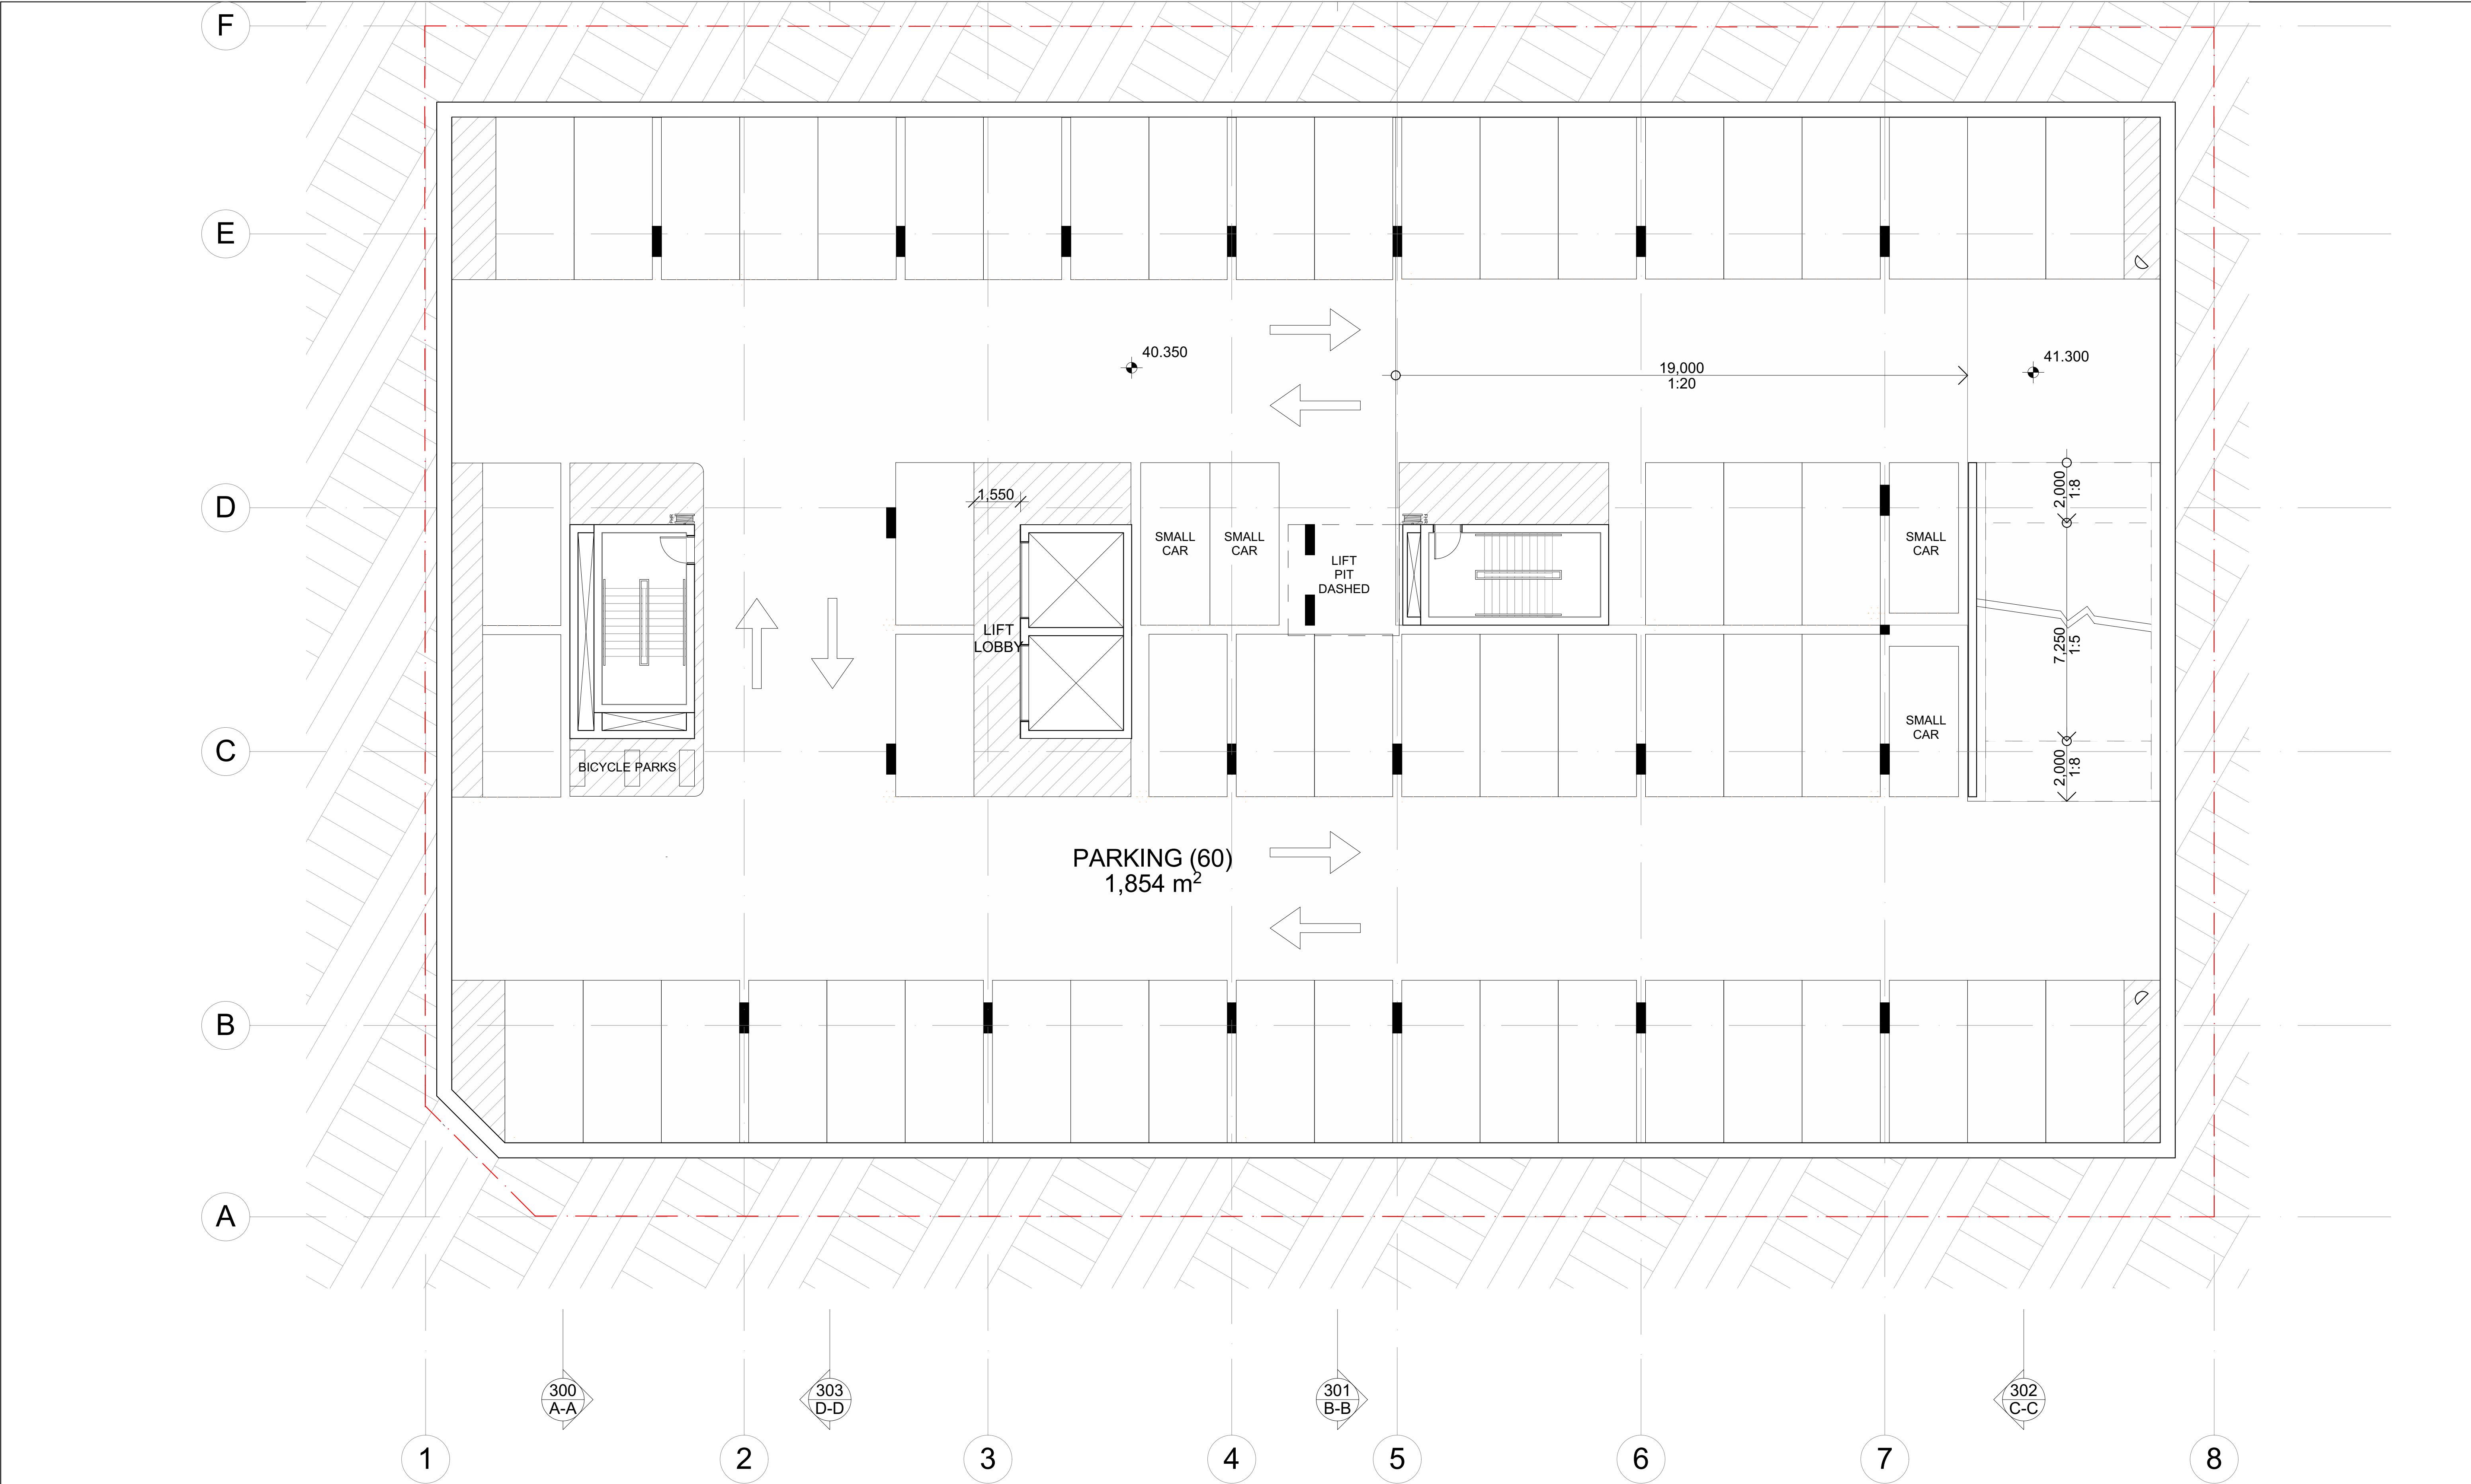 F
E
40.350
41.300
19,000
1:20
D
1,550
2,000
1:8
SMALL
CAR
SMALL
CAR
LIFT
PIT
DASHED
SMALL
CAR
LIFT
LOBBY
7,250
1:5
SMALL
CAR
C
BICYCLE PARKS
2,000
1:8
PARKING (60)
1,854 m²
B
A
300
A-A
303
D-D
301
B-B
302
C-C
1
2
3
4
5
6
7
8